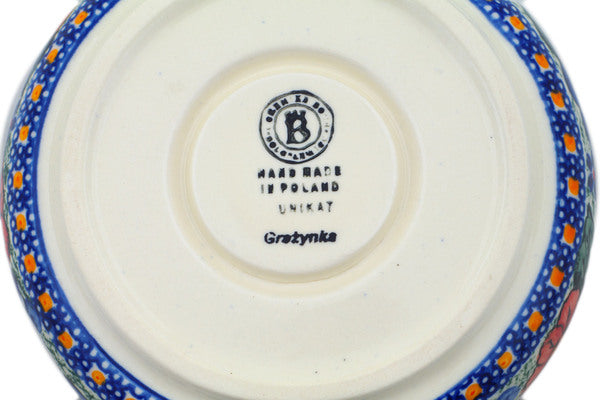 B
HAND MADE
IN POLAND
UNIKAT
Grażynka